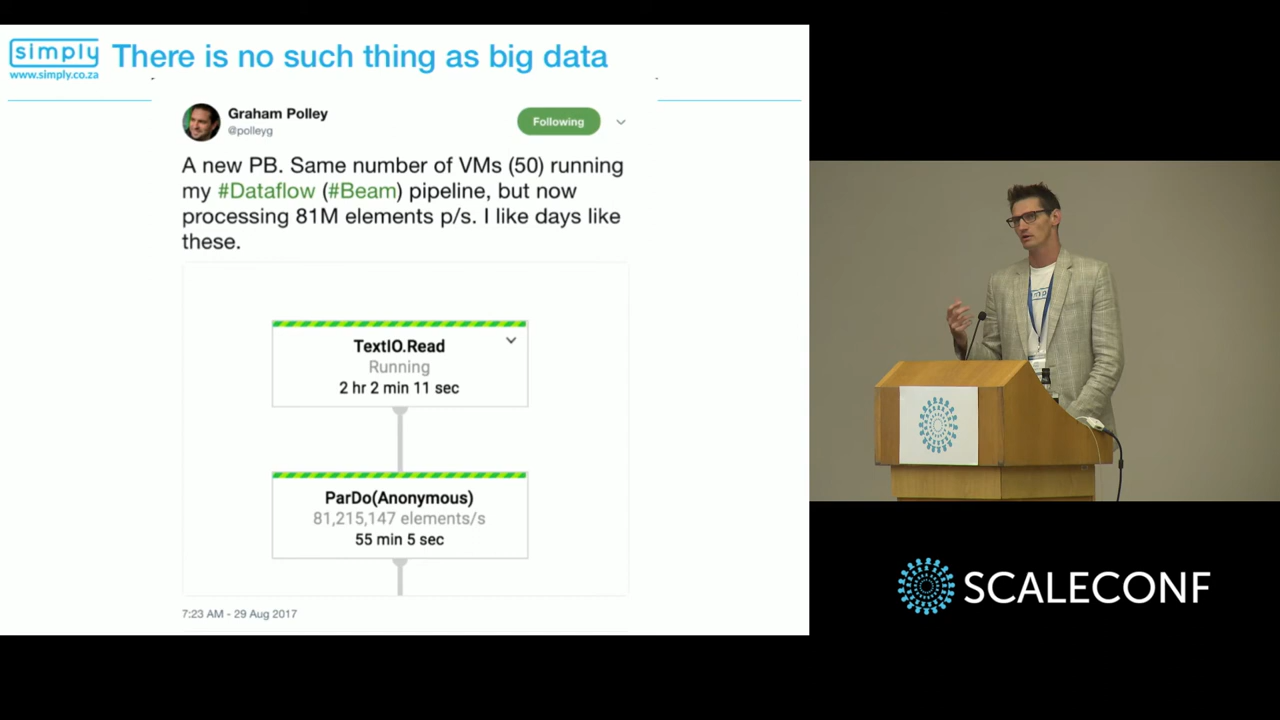 simply
www.simply.co.za
There is no such thing as big data
Graham Polley
@polleyg
Following
A new PB. Same number of VMs (50) running
my #Dataflow (#Beam) pipeline, but now
processing 81M elements p/s. I like days like
these.
TextIO.Read
Running
2 hr 2 min 11 sec
ParDo(Anonymous)
81,215,147 elements/s
55 min 5 sec
7:23 AM - 29 Aug 2017
SCALECONF